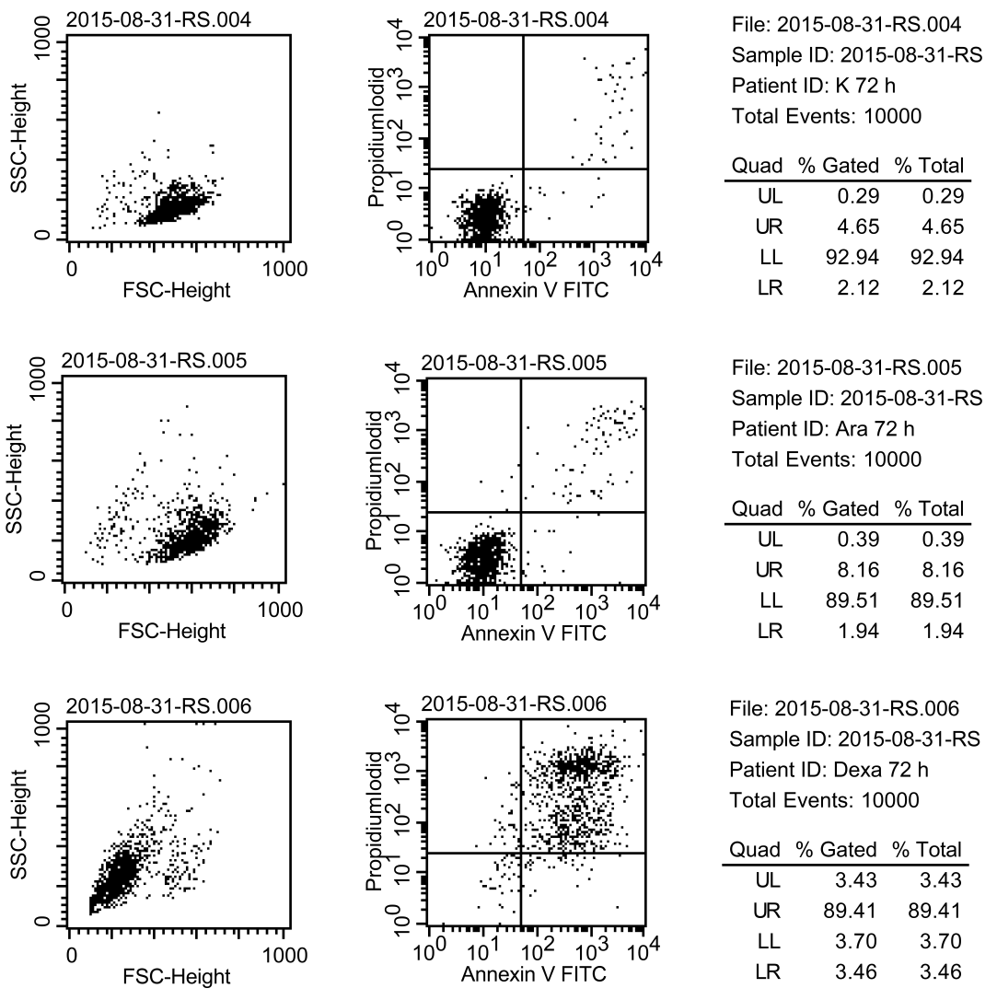 2015-08-31-RS.004
1000
SSC-Height
0
0 1000
FSC-Height
2015-08-31-RS.004
10^4
10^3
10^2
10^1
10^0
PropidiumIodid
10^0 10^1 10^2 10^3 10^4
Annexin V FITC
File: 2015-08-31-RS.004
Sample ID: 2015-08-31-RS
Patient ID: K 72 h
Total Events: 10000
Quad % Gated % Total
UL 0.29 0.29
UR 4.65 4.65
LL 92.94 92.94
LR 2.12 2.12
2015-08-31-RS.005
1000
SSC-Height
0
0 1000
FSC-Height
2015-08-31-RS.005
10^4
10^3
10^2
10^1
10^0
PropidiumIodid
10^0 10^1 10^2 10^3 10^4
Annexin V FITC
File: 2015-08-31-RS.005
Sample ID: 2015-08-31-RS
Patient ID: Ara 72 h
Total Events: 10000
Quad % Gated % Total
UL 0.39 0.39
UR 8.16 8.16
LL 89.51 89.51
LR 1.94 1.94
2015-08-31-RS.006
1000
SSC-Height
0
0 1000
FSC-Height
2015-08-31-RS.006
10^4
10^3
10^2
10^1
10^0
PropidiumIodid
10^0 10^1 10^2 10^3 10^4
Annexin V FITC
File: 2015-08-31-RS.006
Sample ID: 2015-08-31-RS
Patient ID: Dexa 72 h
Total Events: 10000
Quad % Gated % Total
UL 3.43 3.43
UR 89.41 89.41
LL 3.70 3.70
LR 3.46 3.46